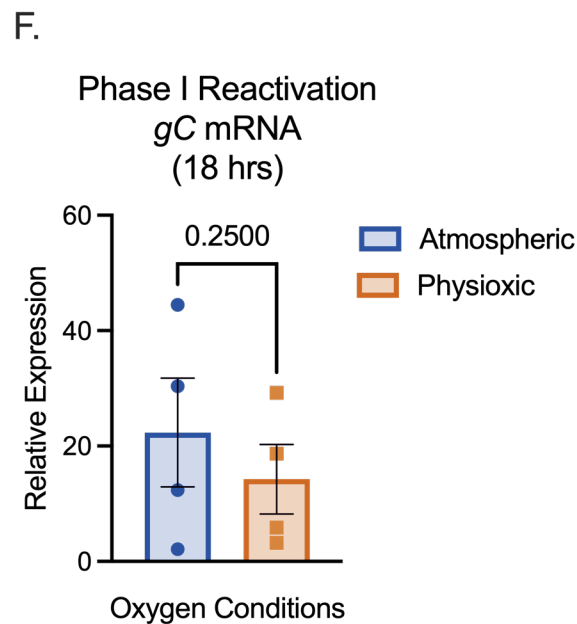 F.
Phase I Reactivation
gC mRNA
(18 hrs)
60
0.2500
Atmospheric
Physioxic
40
Relative Expression
20
0
Oxygen Conditions